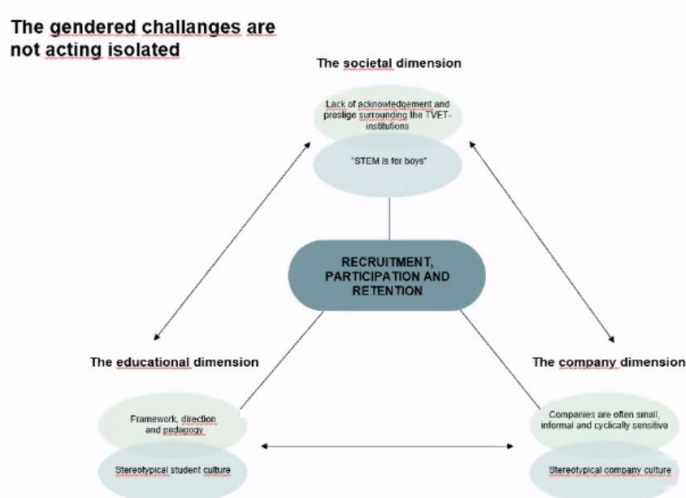 The gendered challanges are
not acting isolated
The societal dimension
Lack of acknowledgement and
prestige surrounding the TVET-
institutions
"STEM is for boys"
RECRUITMENT,
PARTICIPATION AND
RETENTION
The educational dimension
The company dimension
Framework, direction
and pedagogy
Companies are often small,
informal and cyclically sensitive
Stereotypical student culture
Stereotypical company culture